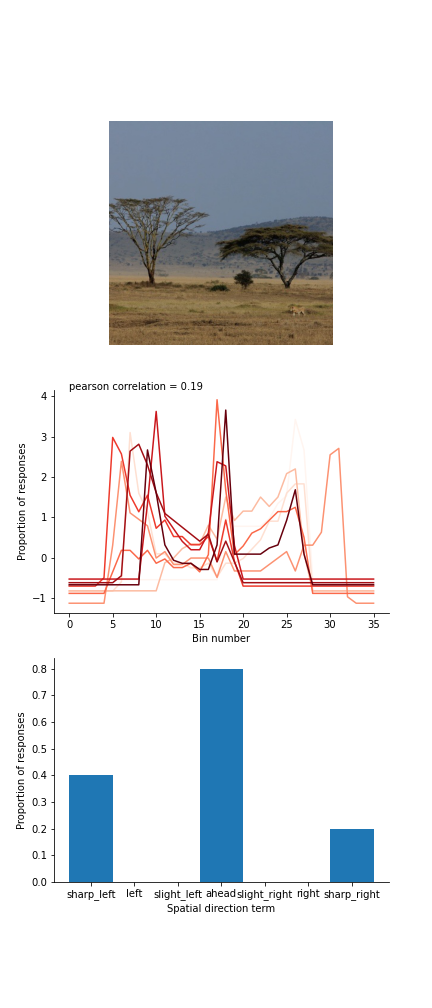 pearson correlation = 0.19
4
3
2
1
0
−1
Proportion of responses
0 5 10 15 20 25 30 35
Bin number
0.8
0.7
0.6
0.5
0.4
0.3
0.2
0.1
0.0
Proportion of responses
sharp_left left slight_left ahead slight_right right sharp_right
Spatial direction term